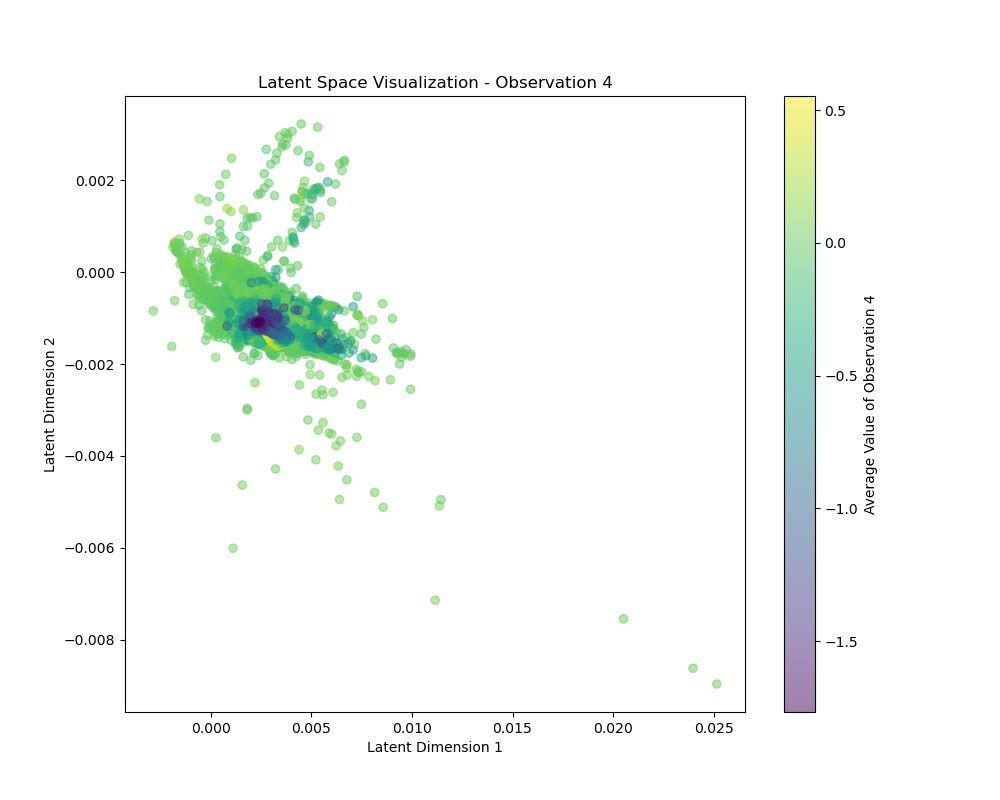 Latent Space Visualization - Observation 4
0.002
0.000
−0.002
−0.004
−0.006
−0.008
Latent Dimension 2
0.000 0.005 0.010 0.015 0.020 0.025
Latent Dimension 1
0.5
0.0
−0.5
−1.0
−1.5
Average Value of Observation 4